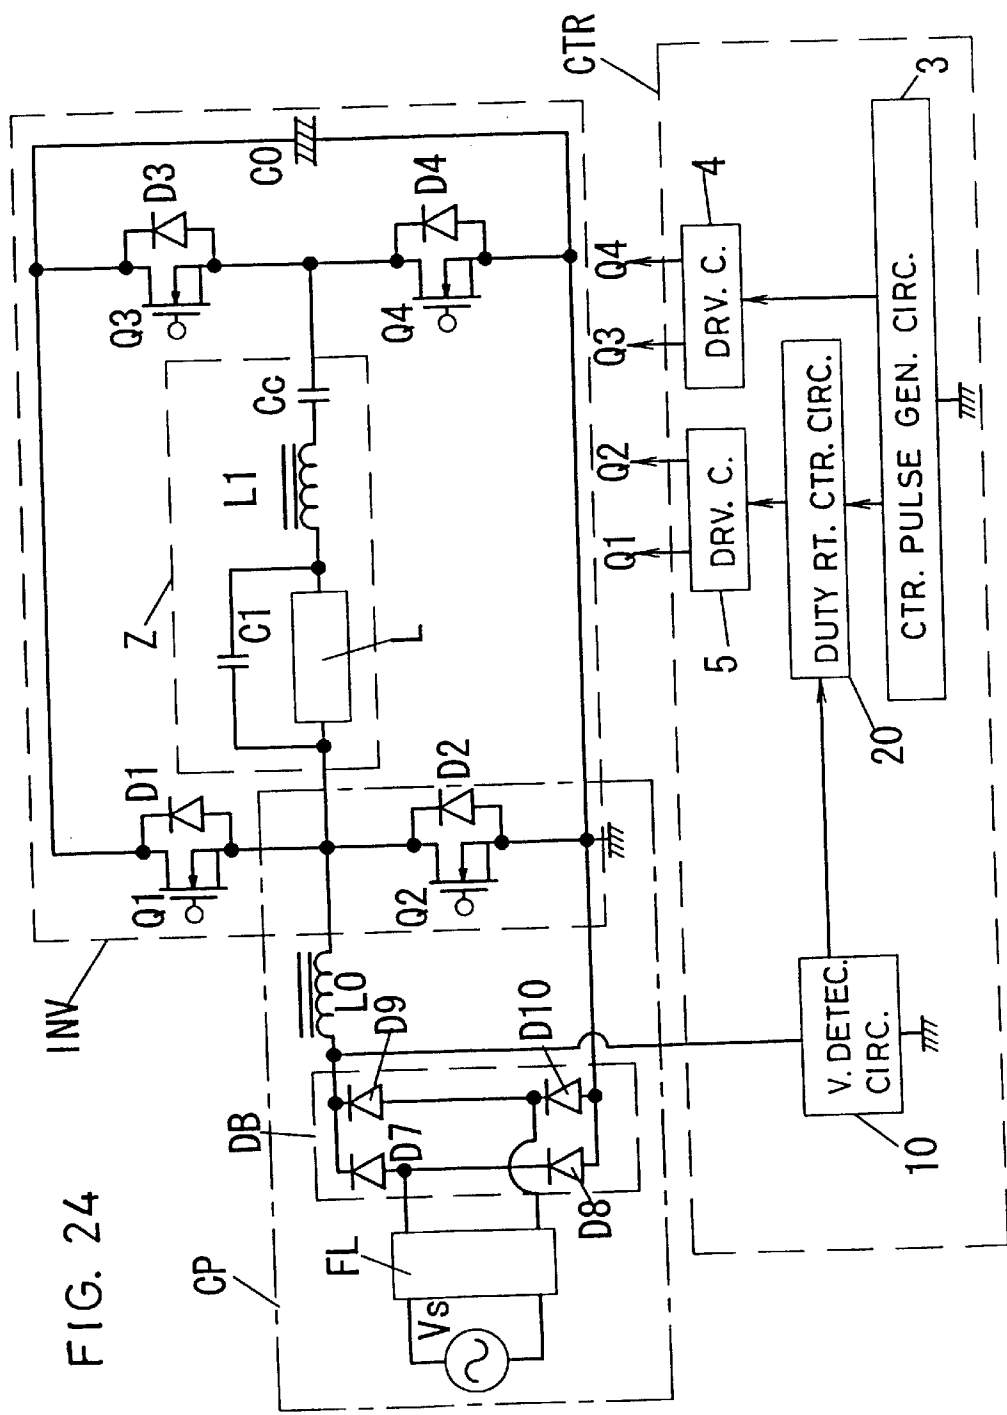 FIG. 24
CP
Vs
FL
DB
D7
D8
D9
D10
L0
INV
Q1
D1
Q2
D2
Z
C1
L
L1
Cc
Q3
D3
Q4
D4
C0
CTR
Q1
Q2
Q3
Q4
5
DRV. C.
4
DRV. C.
20
DUTY RT. CTR. CIRC.
3
CTR. PULSE GEN. CIRC.
10
V. DETEC.
CIRC.